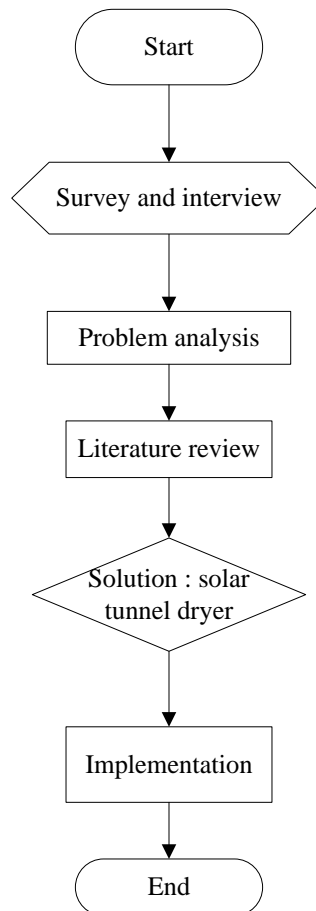 Start
Survey and interview
Problem analysis
Literature review
Solution : solar
tunnel dryer
Implementation
End